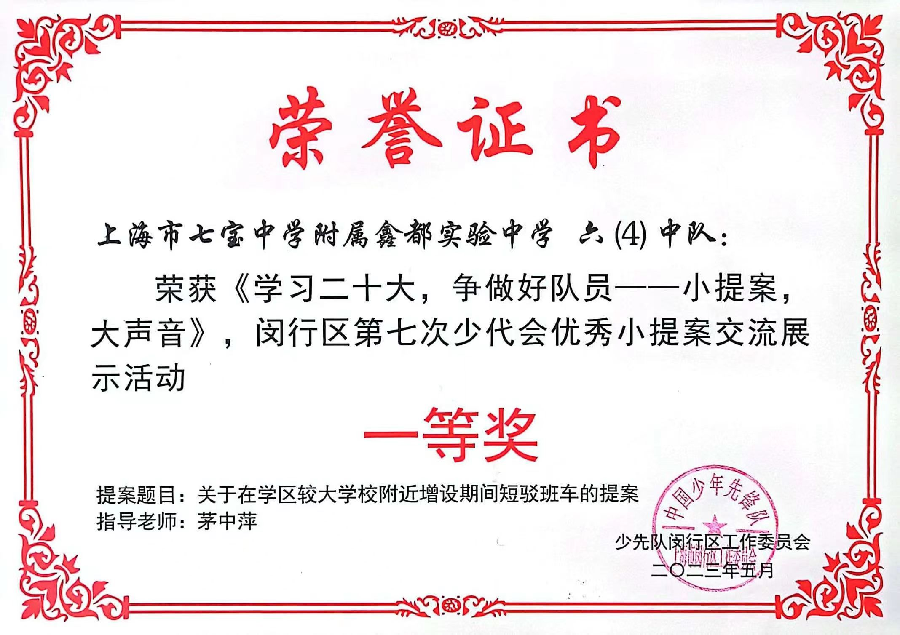 荣誉证书
上海市七宝中学附属鑫都实验中学 六(4)中队：
荣获《学习二十大，争做好队员——小提案，
大声音》，闵行区第七次少代会优秀小提案交流展
示活动
一等奖
提案题目：关于在学区较大学校附近增设期间短驳班车的提案
指导老师：茅中萍
中国少年先锋队
少先队闵行区工作委员会
二〇二三年五月